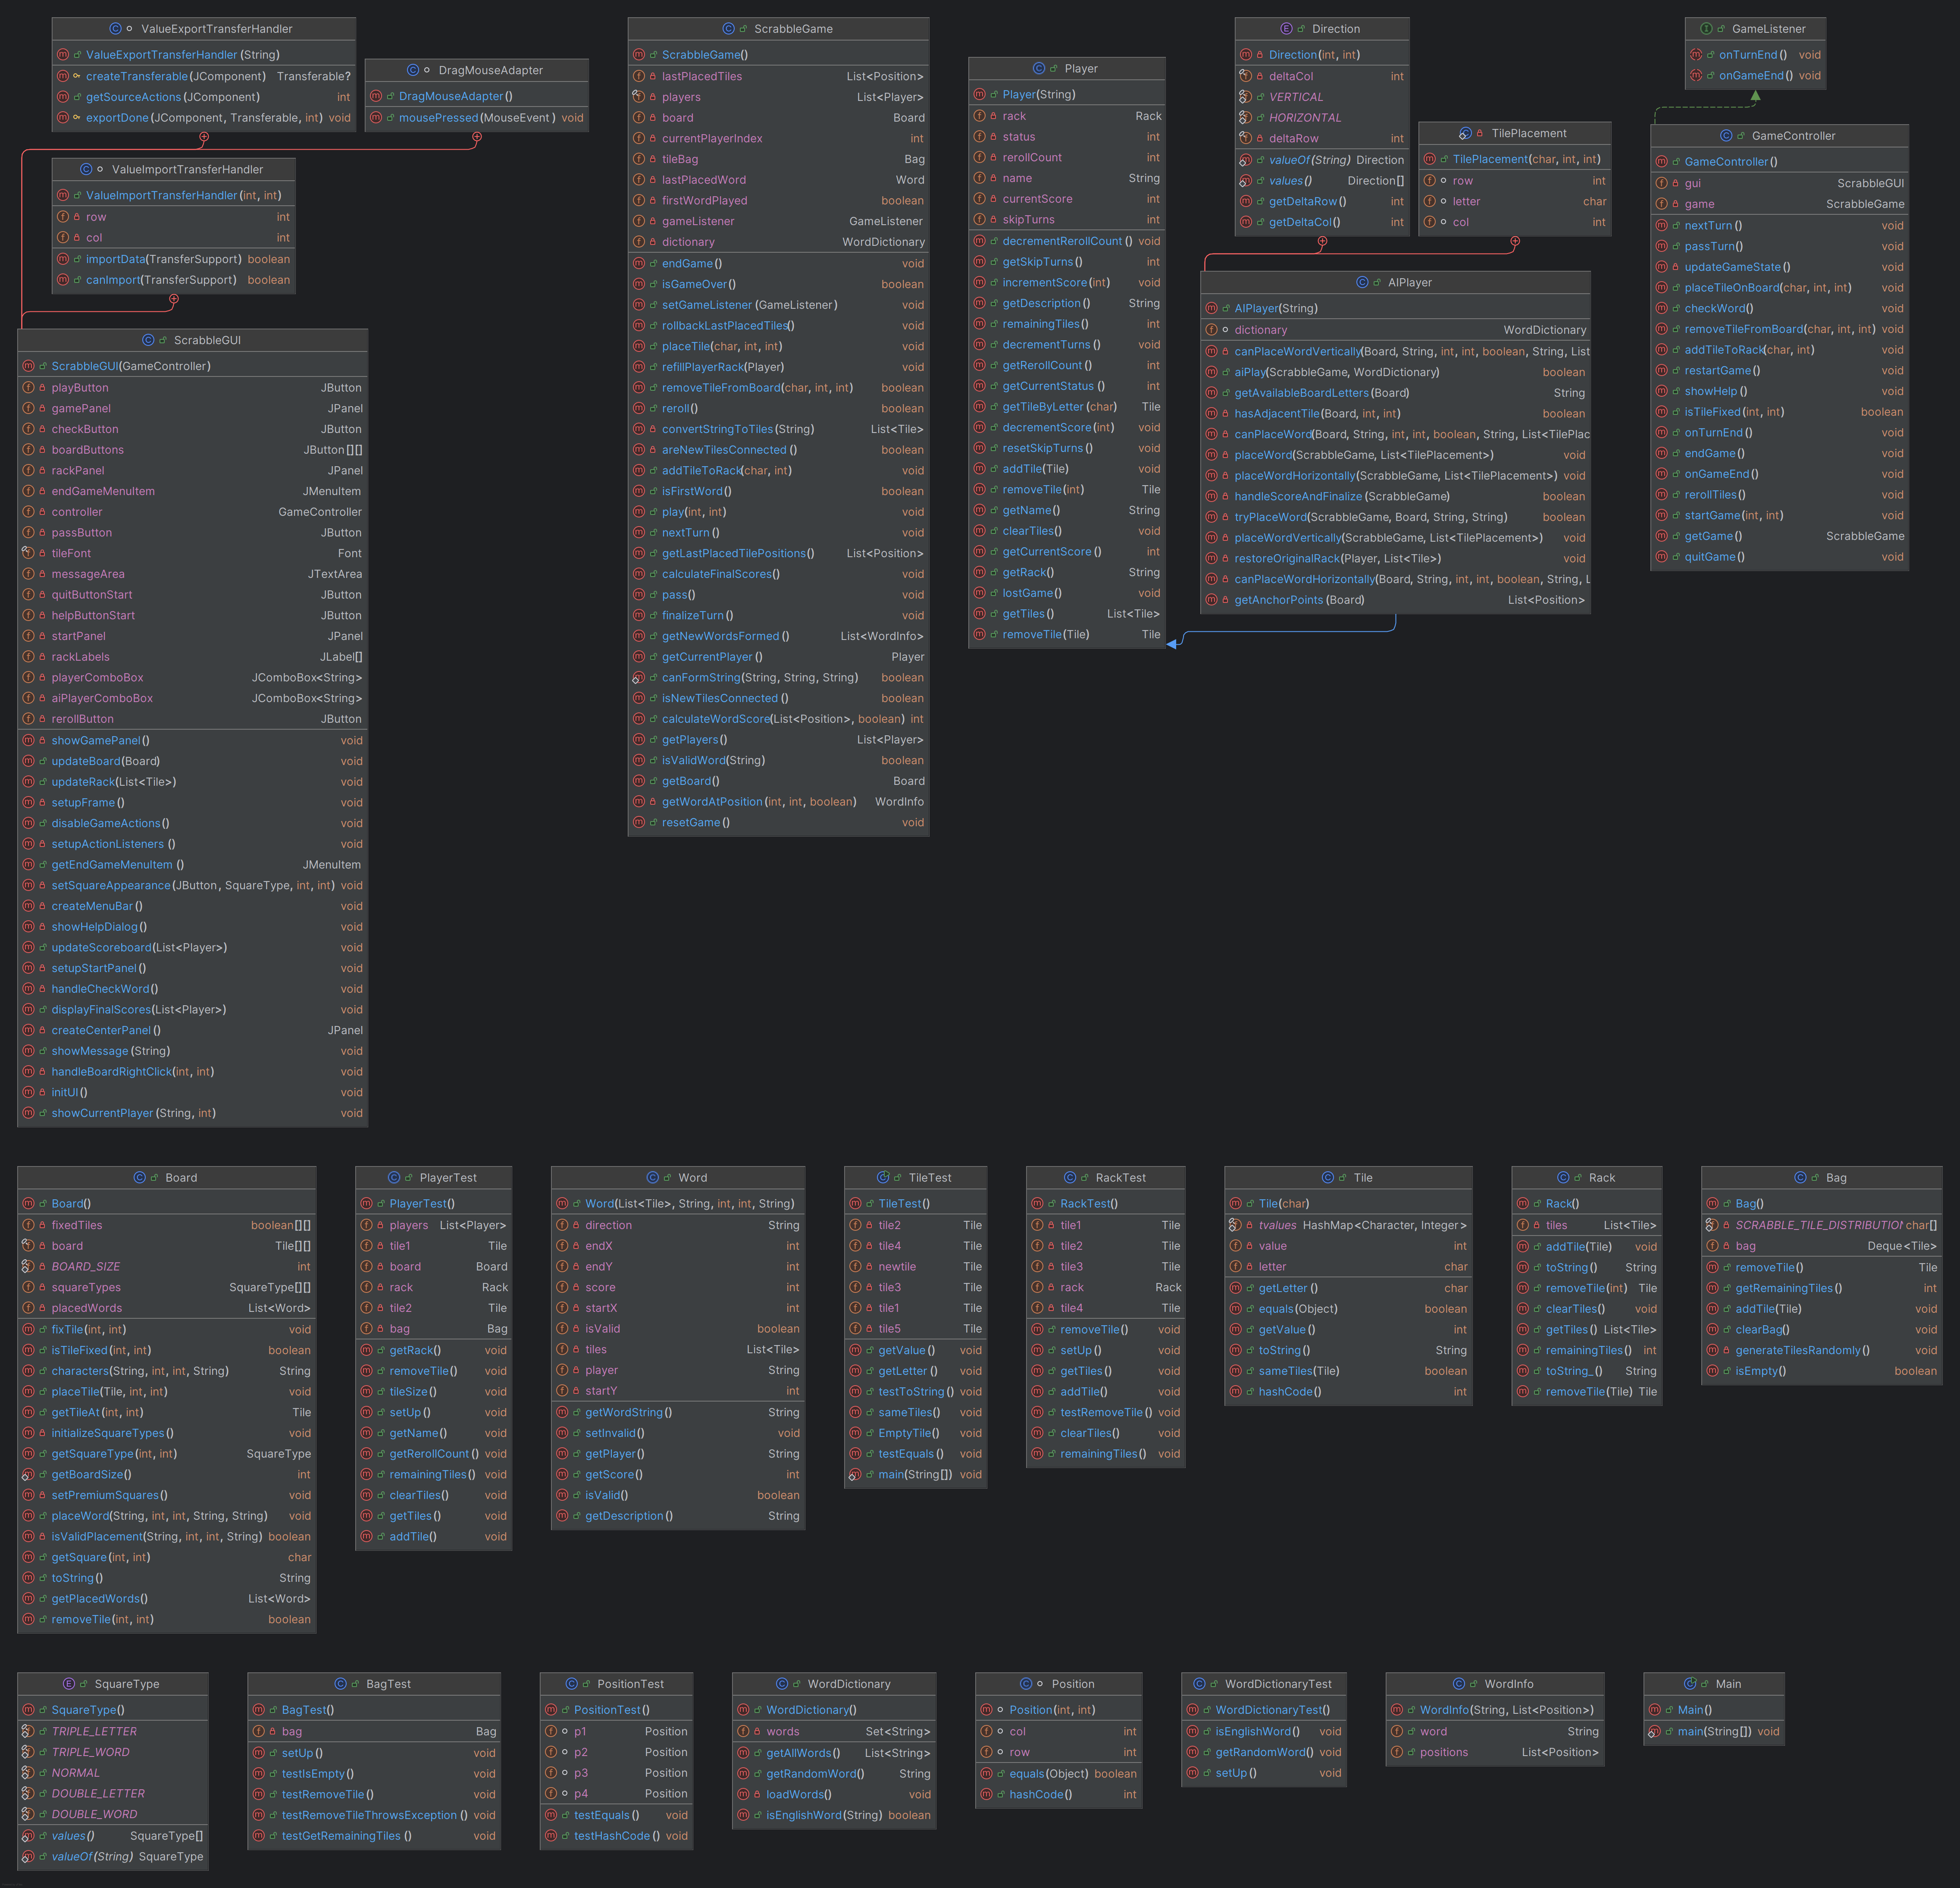 ValueExportTransferHandler
ValueExportTransferHandler(String)
createTransferable(JComponent) Transferable?
getSourceActions(JComponent) int
exportDone(JComponent, Transferable, int) void
DragMouseAdapter
DragMouseAdapter()
mousePressed(MouseEvent) void
ValueImportTransferHandler
ValueImportTransferHandler(int, int)
row int
col int
importData(TransferSupport) boolean
canImport(TransferSupport) boolean
ScrabbleGUI
ScrabbleGUI(GameController)
playButton JButton
gamePanel JPanel
checkButton JButton
boardButtons JButton[][]
rackPanel JPanel
endGameMenuItem JMenuItem
controller GameController
passButton JButton
tileFont Font
messageArea JTextArea
quitButtonStart JButton
helpButtonStart JButton
startPanel JPanel
rackLabels JLabel[]
playerComboBox JComboBox<String>
aiPlayerComboBox JComboBox<String>
rerollButton JButton
showGamePanel() void
updateBoard(Board) void
updateRack(List<Tile>) void
setupFrame() void
disableGameActions() void
setupActionListeners() void
getEndGameMenuItem() JMenuItem
setSquareAppearance(JButton, SquareType, int, int) void
createMenuBar() void
showHelpDialog() void
updateScoreboard(List<Player>) void
setupStartPanel() void
handleCheckWord() void
displayFinalScores(List<Player>) void
createCenterPanel() JPanel
showMessage(String) void
handleBoardRightClick(int, int) void
initUI() void
showCurrentPlayer(String, int) void
ScrabbleGame
ScrabbleGame()
lastPlacedTiles List<Position>
players List<Player>
board Board
currentPlayerIndex int
tileBag Bag
lastPlacedWord Word
firstWordPlayed boolean
gameListener GameListener
dictionary WordDictionary
endGame() void
isGameOver() boolean
setGameListener(GameListener) void
rollbackLastPlacedTiles() void
placeTile(char, int, int) void
refillPlayerRack(Player) void
removeTileFromBoard(char, int, int) boolean
reroll() boolean
convertStringToTiles(String) List<Tile>
areNewTilesConnected() boolean
addTileToRack(char, int) void
isFirstWord() boolean
play(int, int) void
nextTurn() void
getLastPlacedTilePositions() List<Position>
calculateFinalScores() void
pass() void
finalizeTurn() void
getNewWordsFormed() List<WordInfo>
getCurrentPlayer() Player
canFormString(String, String, String) boolean
isNewTilesConnected() boolean
calculateWordScore(List<Position>, boolean) int
getPlayers() List<Player>
isValidWord(String) boolean
getBoard() Board
getWordAtPosition(int, int, boolean) WordInfo
resetGame() void
Player
Player(String)
rack Rack
status int
rerollCount int
name String
currentScore int
skipTurns int
decrementRerollCount() void
getSkipTurns() int
incrementScore(int) void
getDescription() String
remainingTiles() int
decrementTurns() void
getRerollCount() int
getCurrentStatus() int
getTileByLetter(char) Tile
decrementScore(int) void
resetSkipTurns() void
addTile(Tile) void
removeTile(int) Tile
getName() String
clearTiles() void
getCurrentScore() int
getRack() String
lostGame() void
getTiles() List<Tile>
removeTile(Tile) Tile
Direction
Direction(int, int)
deltaCol int
VERTICAL
HORIZONTAL
deltaRow int
valueOf(String) Direction
values() Direction[]
getDeltaRow() int
getDeltaCol() int
TilePlacement
TilePlacement(char, int, int)
row int
letter char
col int
AIPlayer
AIPlayer(String)
dictionary WordDictionary
canPlaceWordVertically(Board, String, int, int, boolean, String, List
aiPlay(ScrabbleGame, WordDictionary) boolean
getAvailableBoardLetters(Board) String
hasAdjacentTile(Board, int, int) boolean
canPlaceWord(Board, String, int, int, boolean, String, List<TilePlac
placeWord(ScrabbleGame, List<TilePlacement>) void
placeWordHorizontally(ScrabbleGame, List<TilePlacement>) void
handleScoreAndFinalize(ScrabbleGame) boolean
tryPlaceWord(ScrabbleGame, Board, String, String) boolean
placeWordVertically(ScrabbleGame, List<TilePlacement>) void
restoreOriginalRack(Player, List<Tile>) void
canPlaceWordHorizontally(Board, String, int, int, boolean, String, L
getAnchorPoints(Board) List<Position>
GameListener
onTurnEnd() void
onGameEnd() void
GameController
GameController()
gui ScrabbleGUI
game ScrabbleGame
nextTurn() void
passTurn() void
updateGameState() void
placeTileOnBoard(char, int, int) void
checkWord() void
removeTileFromBoard(char, int, int) void
addTileToRack(char, int) void
restartGame() void
showHelp() void
isTileFixed(int, int) boolean
onTurnEnd() void
endGame() void
onGameEnd() void
rerollTiles() void
startGame(int, int) void
getGame() ScrabbleGame
quitGame() void
Board
Board()
fixedTiles boolean[][]
board Tile[][]
BOARD_SIZE int
squareTypes SquareType[][]
placedWords List<Word>
fixTile(int, int) void
isTileFixed(int, int) boolean
characters(String, int, int, String) String
placeTile(Tile, int, int) void
getTileAt(int, int) Tile
initializeSquareTypes() void
getSquareType(int, int) SquareType
getBoardSize() int
setPremiumSquares() void
placeWord(String, int, int, String, String) void
isValidPlacement(String, int, int, String) boolean
getSquare(int, int) char
toString() String
getPlacedWords() List<Word>
removeTile(int, int) boolean
PlayerTest
PlayerTest()
players List<Player>
tile1 Tile
board Board
rack Rack
tile2 Tile
bag Bag
getRack() void
removeTile() void
tileSize() void
setUp() void
getName() void
getRerollCount() void
remainingTiles() void
clearTiles() void
getTiles() void
addTile() void
Word
Word(List<Tile>, String, int, int, String)
direction String
endX int
endY int
score int
startX int
isValid boolean
tiles List<Tile>
player String
startY int
getWordString() String
setInvalid() void
getPlayer() String
getScore() int
isValid() boolean
getDescription() String
TileTest
TileTest()
tile2 Tile
tile4 Tile
newtile Tile
tile3 Tile
tile1 Tile
tile5 Tile
getValue() void
getLetter() void
testToString() void
sameTiles() void
EmptyTile() void
testEquals() void
main(String[]) void
RackTest
RackTest()
tile1 Tile
tile2 Tile
tile3 Tile
rack Rack
tile4 Tile
removeTile() void
setUp() void
getTiles() void
addTile() void
testRemoveTile() void
clearTiles() void
remainingTiles() void
Tile
Tile(char)
tvalues HashMap<Character, Integer>
value int
letter char
getLetter() char
equals(Object) boolean
getValue() int
toString() String
sameTiles(Tile) boolean
hashCode() int
Rack
Rack()
tiles List<Tile>
addTile(Tile) void
toString() String
removeTile(int) Tile
clearTiles() void
getTiles() List<Tile>
remainingTiles() int
toString_() String
removeTile(Tile) Tile
Bag
Bag()
SCRABBLE_TILE_DISTRIBUTION char[]
bag Deque<Tile>
removeTile() Tile
getRemainingTiles() int
addTile(Tile) void
clearBag() void
generateTilesRandomly() void
isEmpty() boolean
SquareType
SquareType()
TRIPLE_LETTER
TRIPLE_WORD
NORMAL
DOUBLE_LETTER
DOUBLE_WORD
values() SquareType[]
valueOf(String) SquareType
BagTest
BagTest()
bag Bag
setUp() void
testIsEmpty() void
testRemoveTile() void
testRemoveTileThrowsException() void
testGetRemainingTiles() void
PositionTest
PositionTest()
p1 Position
p2 Position
p3 Position
p4 Position
testEquals() void
testHashCode() void
WordDictionary
WordDictionary()
words Set<String>
getAllWords() List<String>
getRandomWord() String
loadWords() void
isEnglishWord(String) boolean
Position
Position(int, int)
col int
row int
equals(Object) boolean
hashCode() int
WordDictionaryTest
WordDictionaryTest()
isEnglishWord() void
getRandomWord() void
setUp() void
WordInfo
WordInfo(String, List<Position>)
word String
positions List<Position>
Main
Main()
main(String[]) void